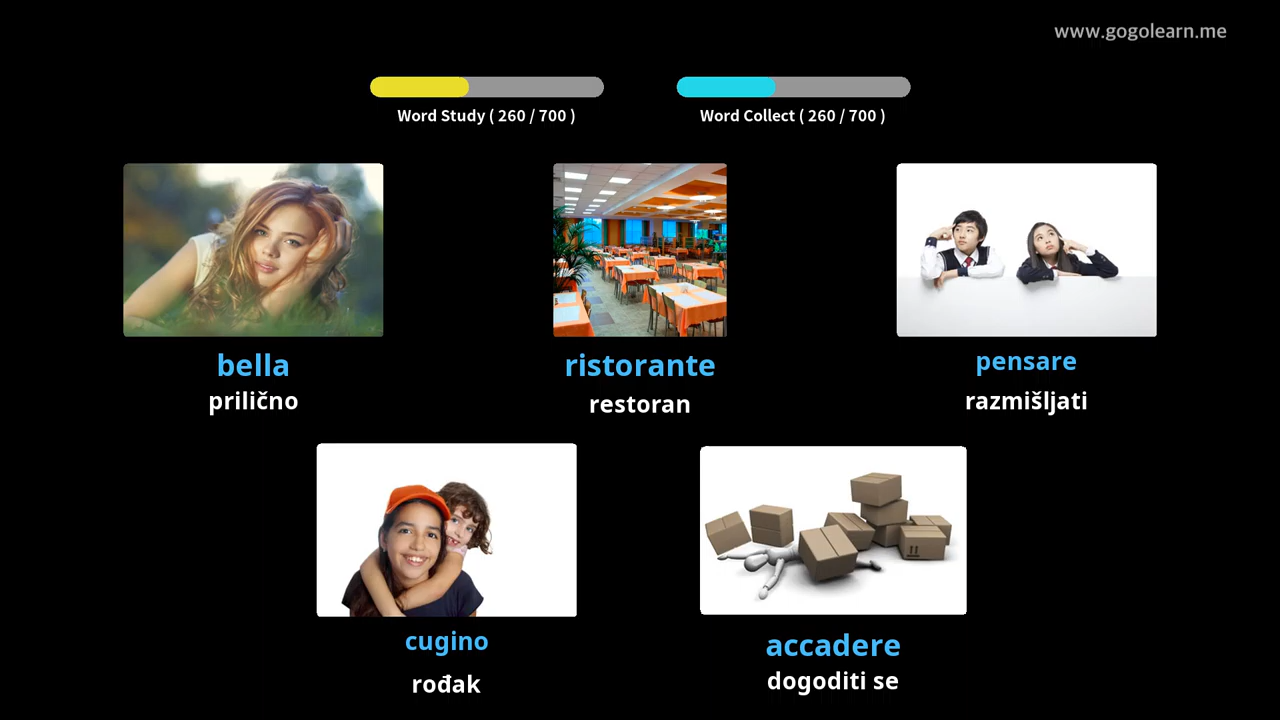 www.gogolearn.me
Word Study ( 260 / 700 )
Word Collect ( 260 / 700 )
bella
prilično
ristorante
restoran
pensare
razmišljati
cugino
rođak
accadere
dogoditi se